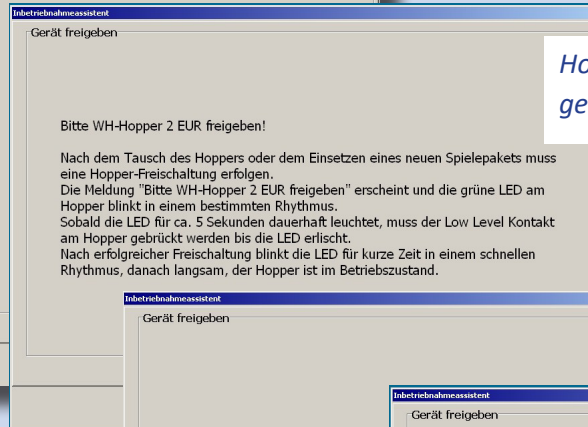 Inbetriebnahmeassistent
Gerät freigeben
Bitte WH-Hopper 2 EUR freigeben!
Nach dem Tausch des Hoppers oder dem Einsetzen eines neuen Spielepakets muss
eine Hopper-Freischaltung erfolgen.
Die Meldung "Bitte WH-Hopper 2 EUR freigeben" erscheint und die grüne LED am
Hopper blinkt in einem bestimmten Rhythmus.
Sobald die LED für ca. 5 Sekunden dauerhaft leuchtet, muss der Low Level Kontakt
am Hopper gebrückt werden bis die LED erlischt.
Nach erfolgreicher Freischaltung blinkt die LED für kurze Zeit in einem schnellen
Rhythmus, danach langsam, der Hopper ist im Betriebszustand.
Inbetriebnahmeassistent
Gerät freigeben
Inbetriebnahmeassistent
Gerät freigeben